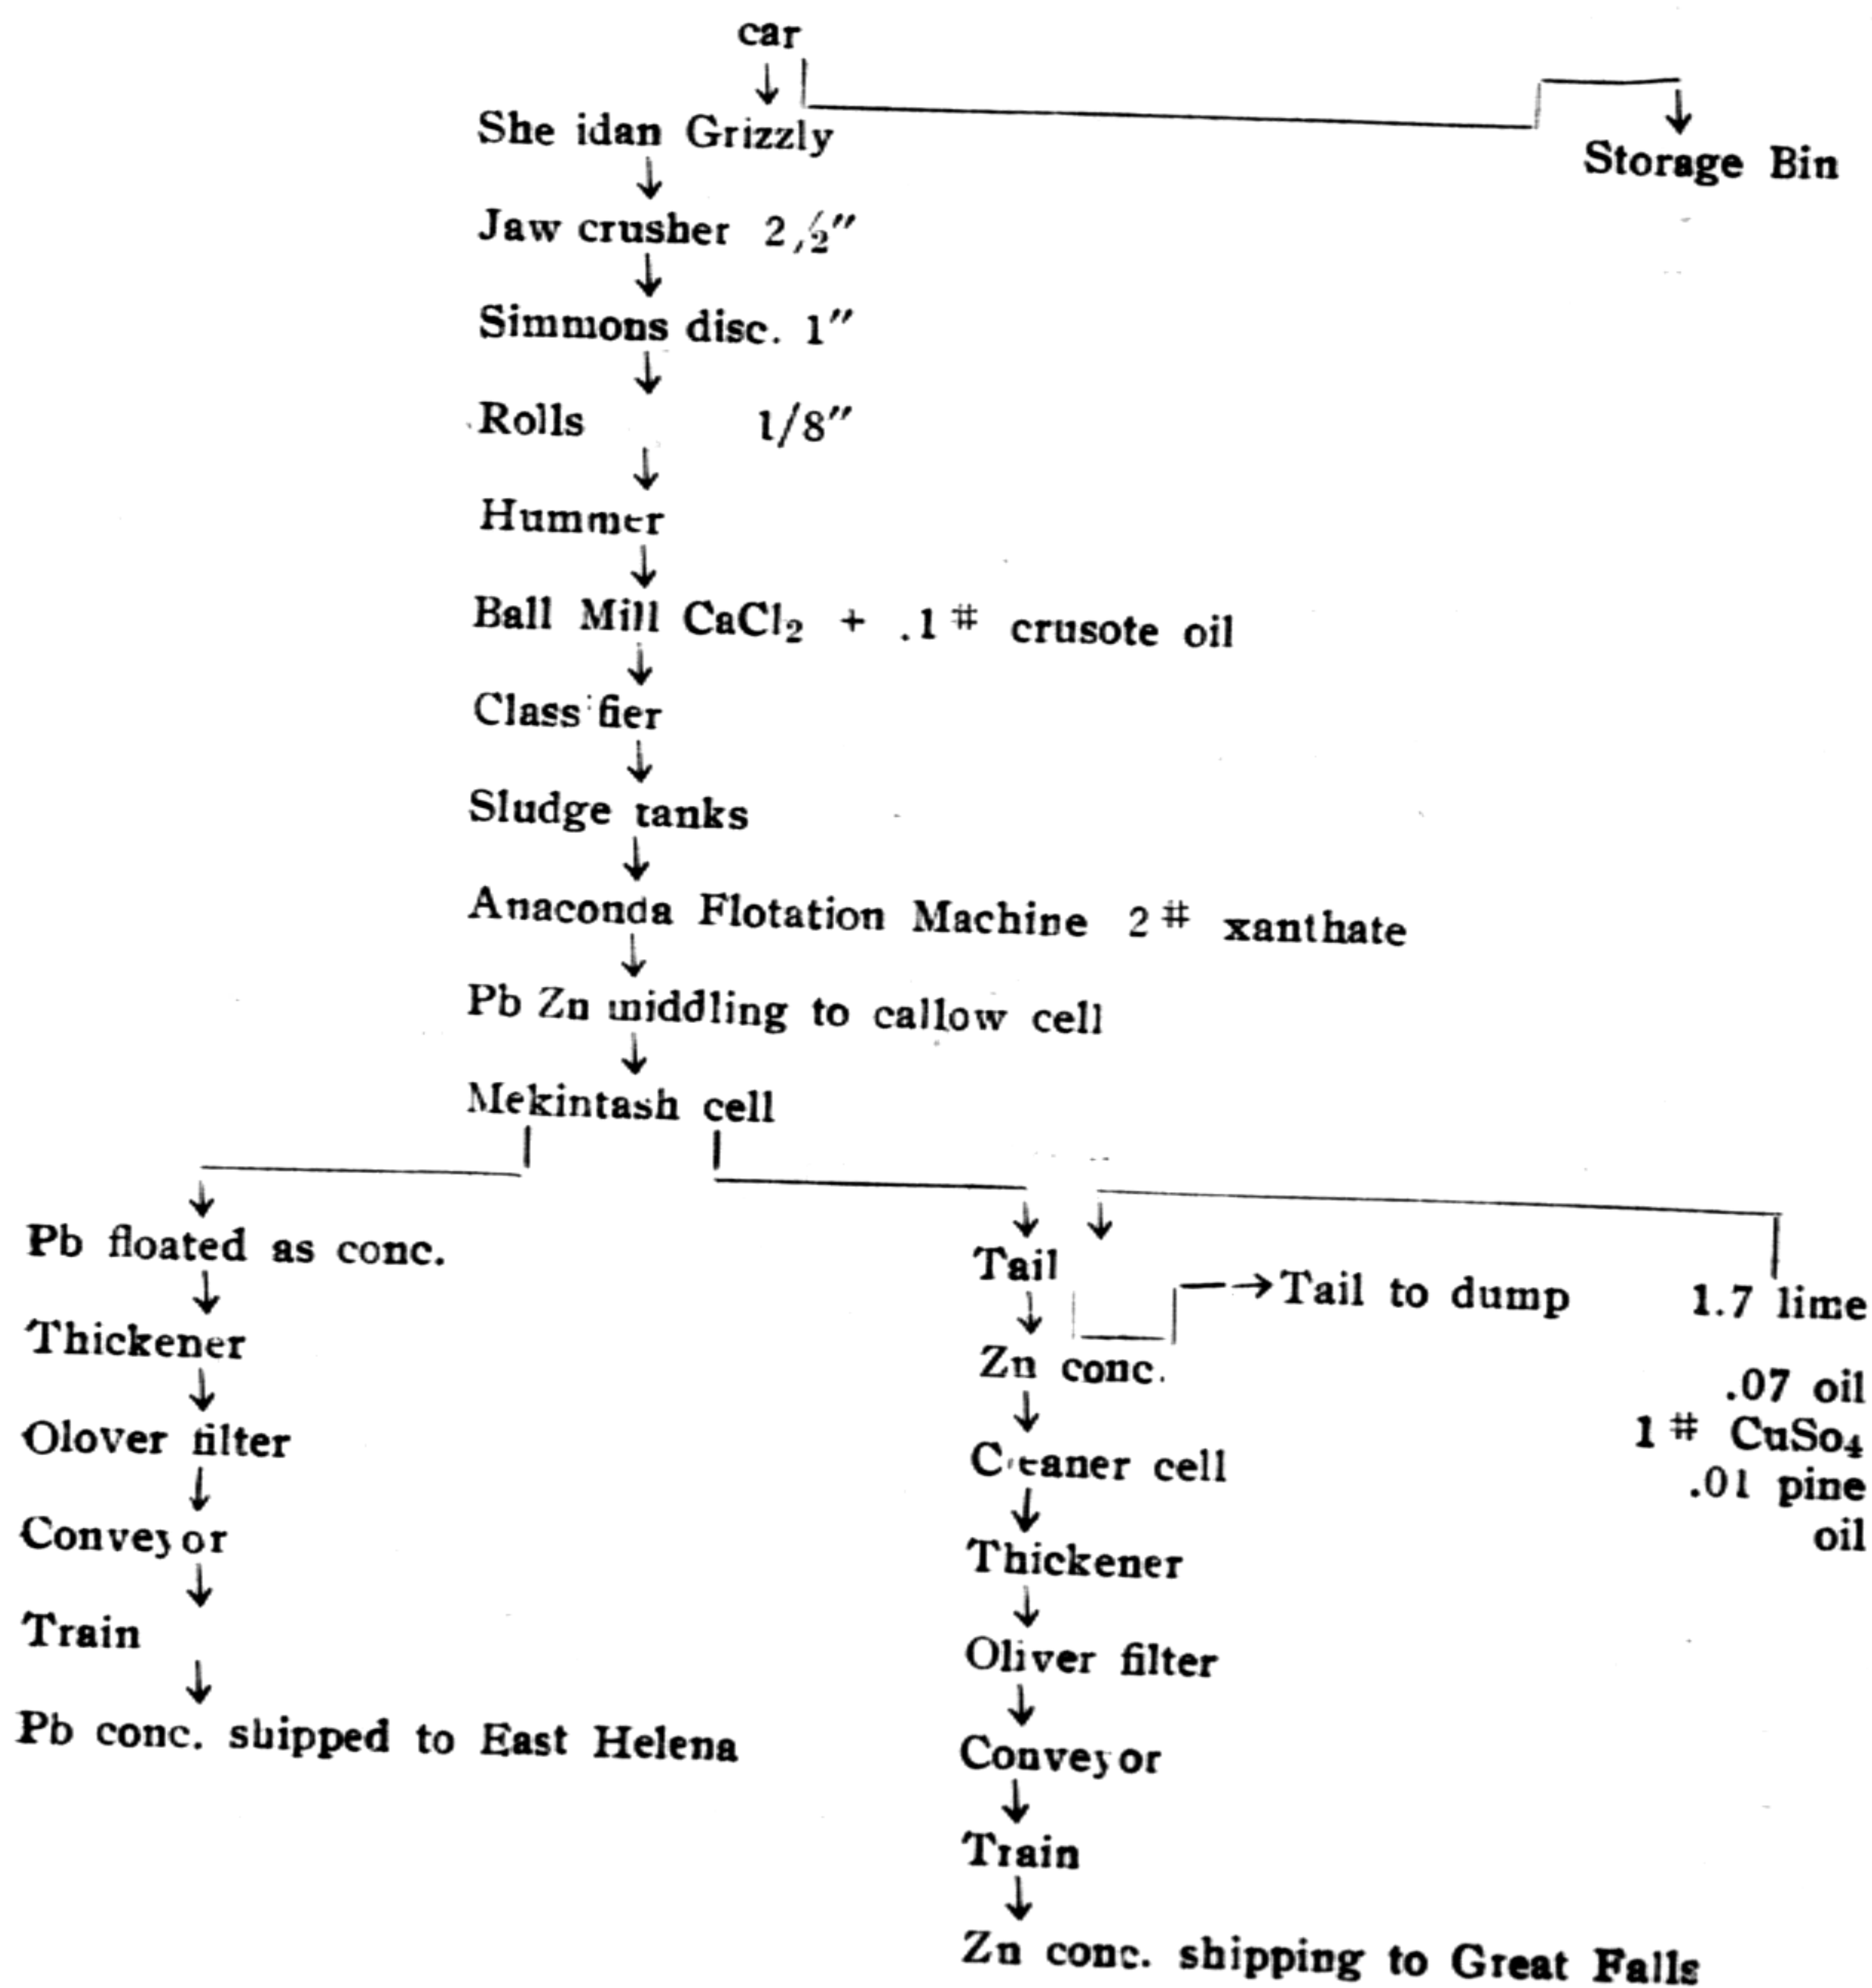 car
She idan Grizzly
Storage Bin
Jaw crusher 2 1/2"
Simmons disc. 1"
Rolls 1/8"
Hummer
Ball Mill CaCl₂ + .1 # crusote oil
Classifier
Sludge tanks
Anaconda Flotation Machine 2 # xanthate
Pb Zn middling to callow cell
Mekintash cell
Pb floated as conc.
Thickener
Olover filter
Conveyor
Train
Pb conc. shipped to East Helena
Tail
→Tail to dump
Zn conc.
Cleaner cell
Thickener
Oliver filter
Conveyor
Train
Zn conc. shipping to Great Falls
1.7 lime
.07 oil
1 # CuSo₄
.01 pine
oil